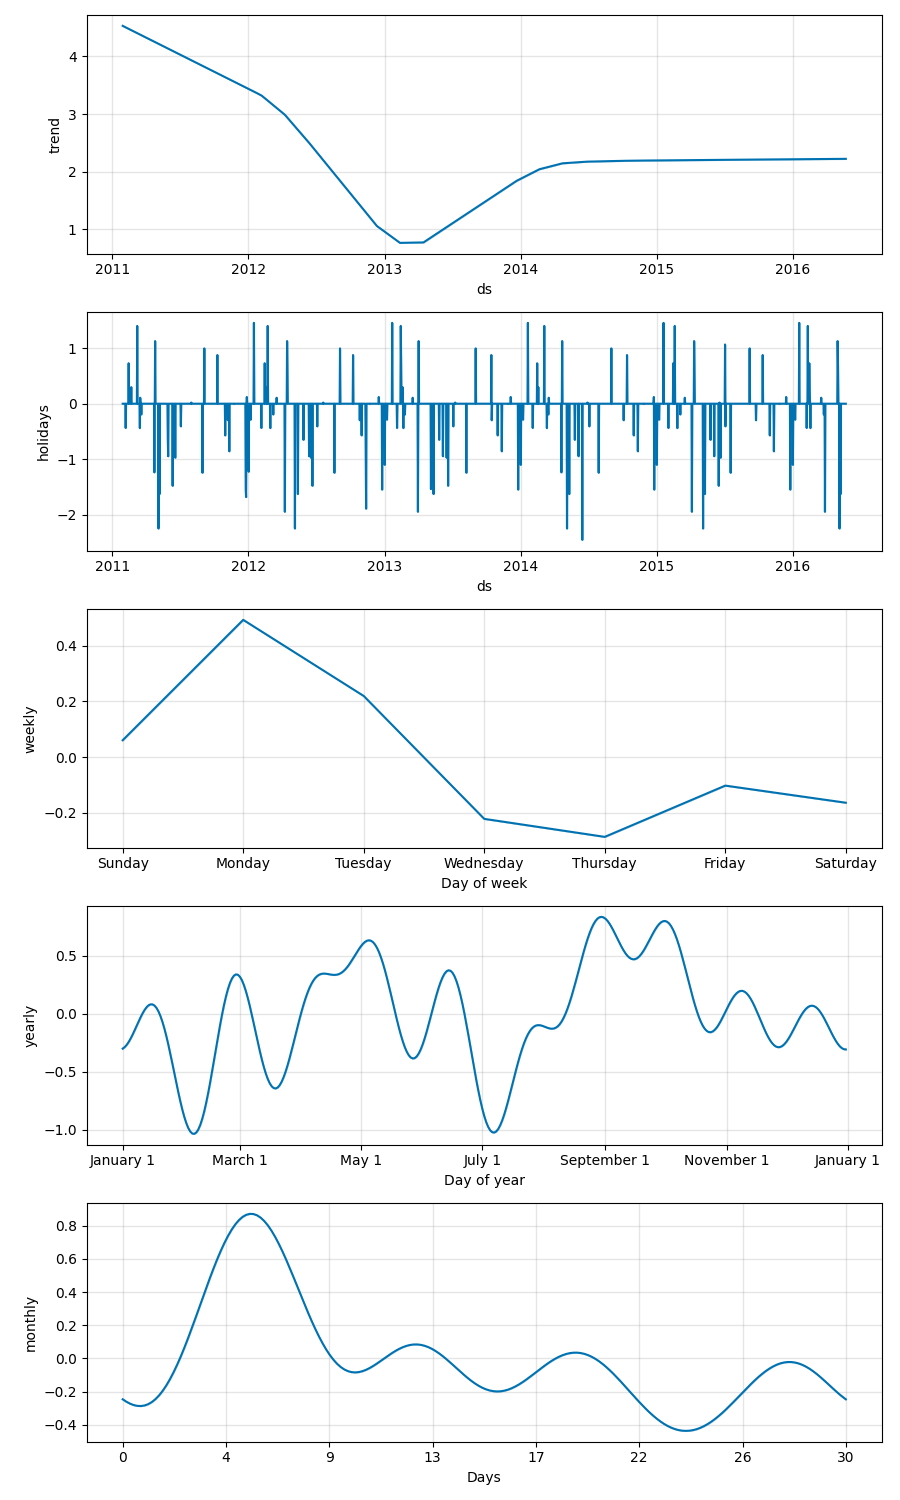 trend
4
3
2
1
2011 2012 2013 2014 2015 2016
ds
holidays
1
0
−1
−2
2011 2012 2013 2014 2015 2016
ds
weekly
0.4
0.2
0.0
−0.2
Sunday Monday Tuesday Wednesday Thursday Friday Saturday
Day of week
yearly
0.5
0.0
−0.5
−1.0
January 1 March 1 May 1 July 1 September 1 November 1 January 1
Day of year
monthly
0.8
0.6
0.4
0.2
0.0
−0.2
−0.4
0 4 9 13 17 22 26 30
Days